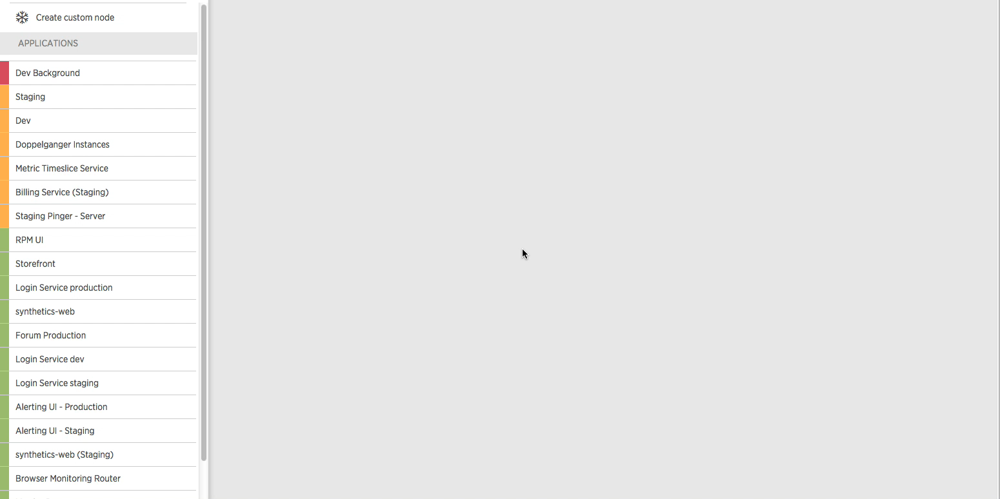 Create custom node
APPLICATIONS
Dev Background
Staging
Dev
Doppelganger Instances
Metric Timeslice Service
Billing Service (Staging)
Staging Pinger - Server
RPM UI
Storefront
Login Service production
synthetics-web
Forum Production
Login Service dev
Login Service staging
Alerting UI - Production
Alerting UI - Staging
synthetics-web (Staging)
Browser Monitoring Router